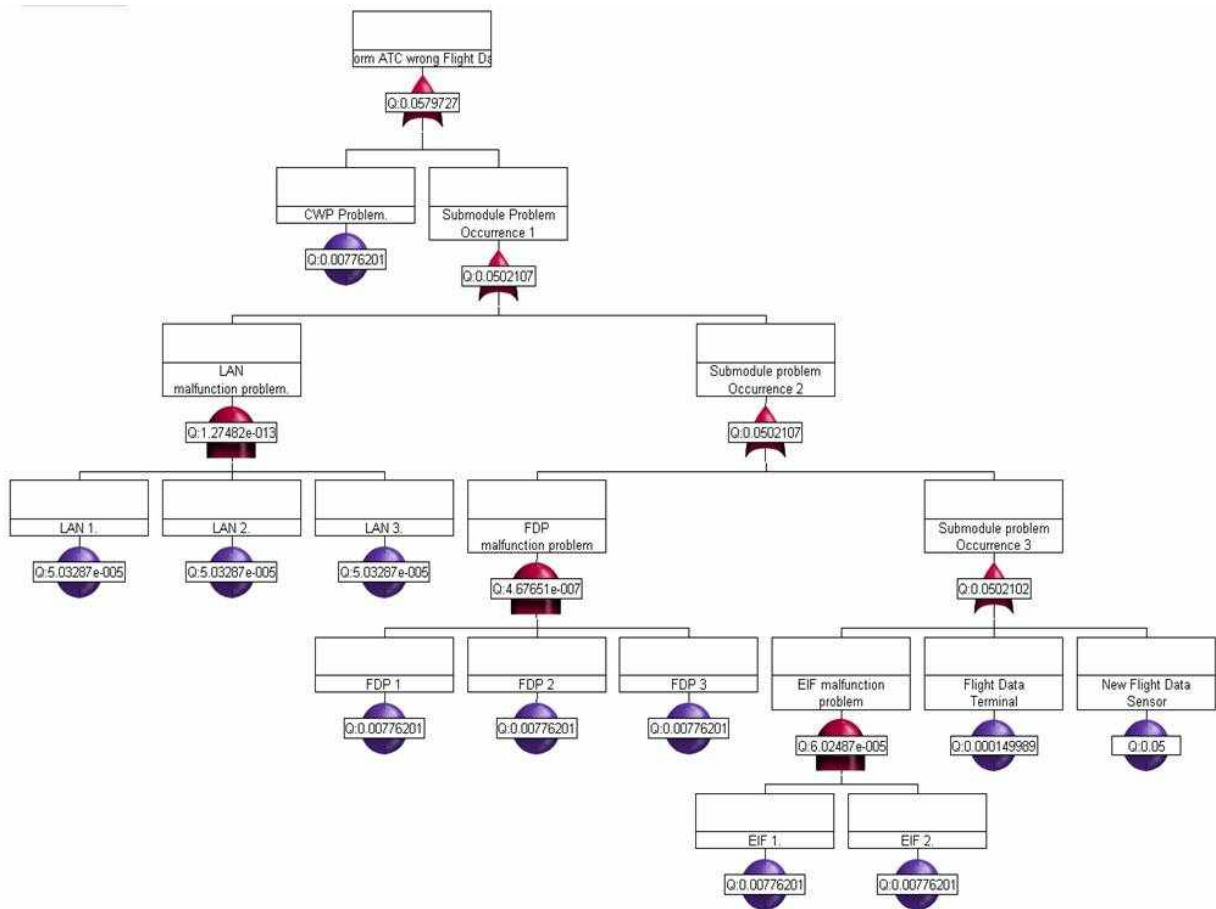 orm ATC wrong Flight Da
Q:0.0579727
CWP Problem.
Submodule Problem
Occurrence 1
Q:0.00776201
Q:0.0502107
LAN
malfunction problem.
Submodule problem
Occurrence 2
Q:1.27482e-013
Q:0.0502107
LAN 1.
LAN 2.
LAN 3.
FDP
malfunction problem
Submodule problem
Occurrence 3
Q:5.03287e-005
Q:5.03287e-005
Q:5.03287e-005
Q:4.67651e-007
Q:0.0502102
FDP 1
FDP 2
FDP 3
EIF malfunction
problem
Flight Data
Terminal
New Flight Data
Sensor
Q:0.00776201
Q:0.00776201
Q:0.00776201
Q:6.02487e-005
Q:0.000149989
Q:0.05
EIF 1.
EIF 2.
Q:0.00776201
Q:0.00776201